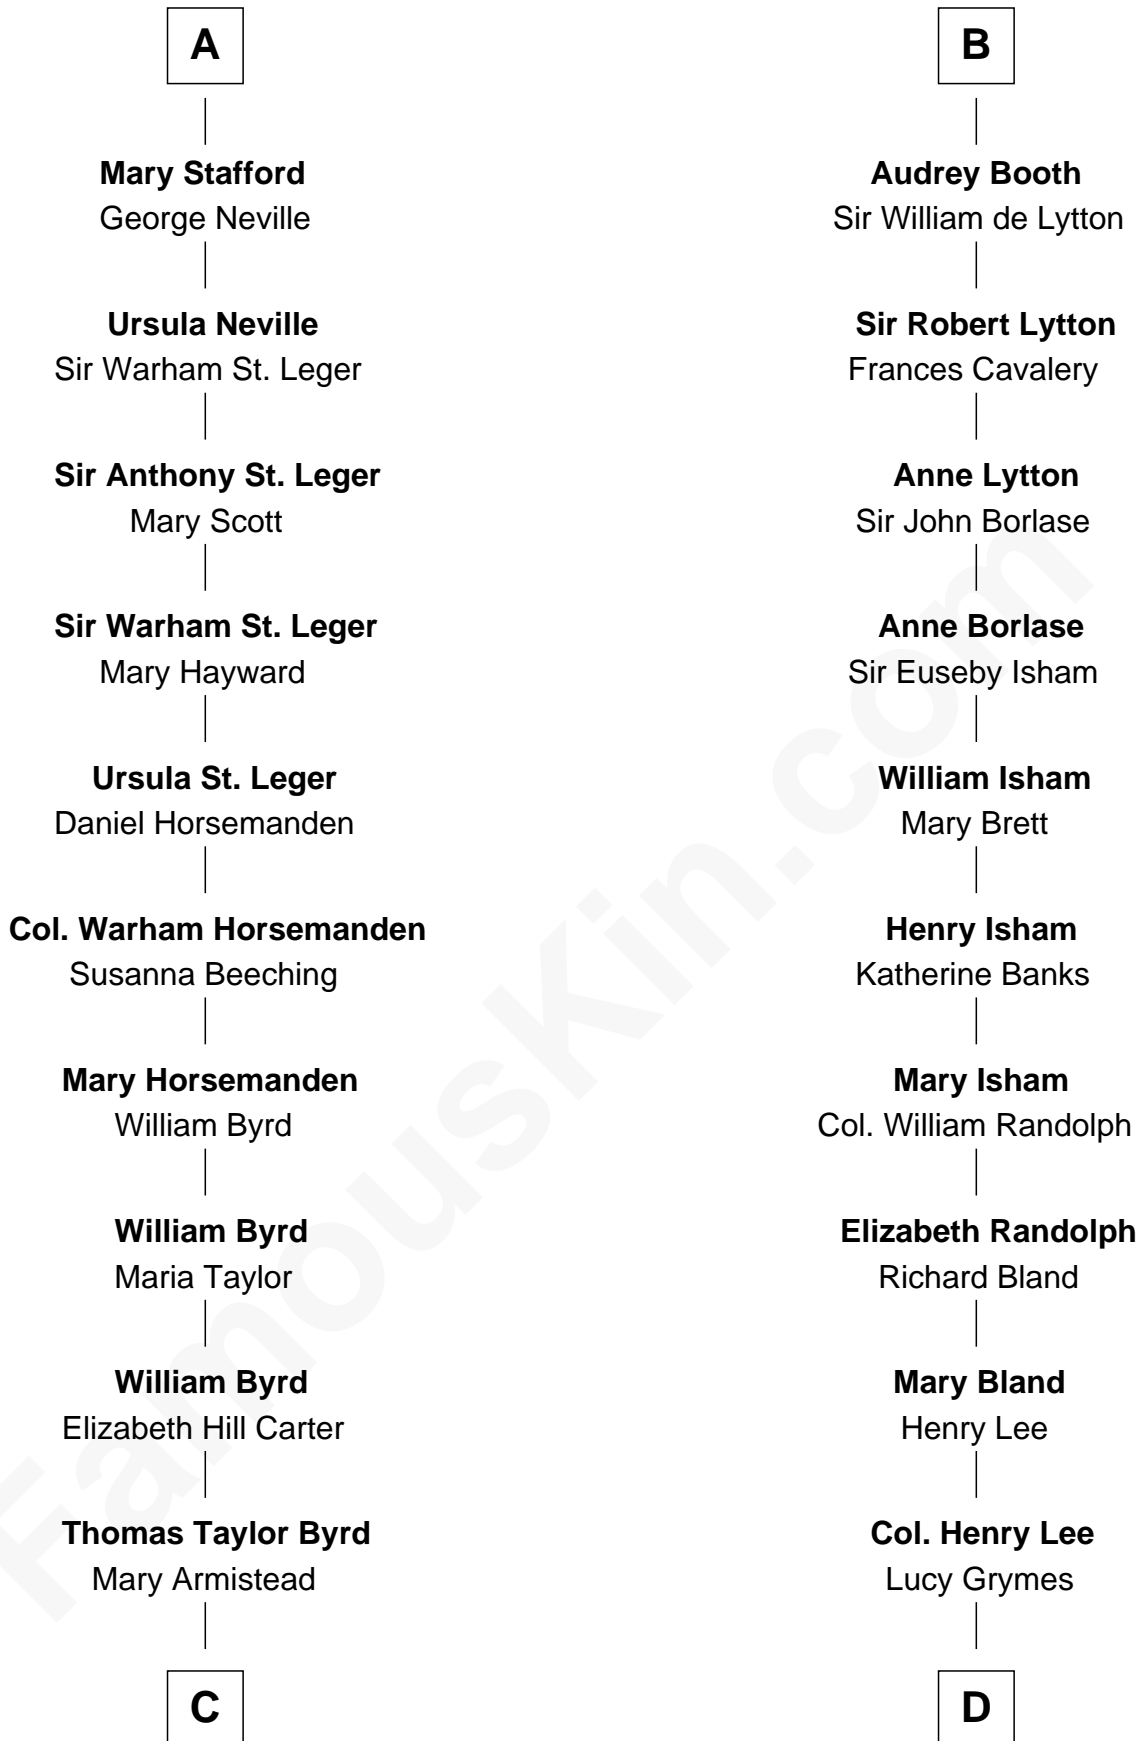 A
Mary Stafford
George Neville
Ursula Neville
Sir Warham St. Leger
Sir Anthony St. Leger
Mary Scott
Sir Warham St. Leger
Mary Hayward
Ursula St. Leger
Daniel Horsemanden
Col. Warham Horsemanden
Susanna Beeching
Mary Horsemanden
William Byrd
William Byrd
Maria Taylor
William Byrd
Elizabeth Hill Carter
Thomas Taylor Byrd
Mary Armistead
C
B
Audrey Booth
Sir William de Lytton
Sir Robert Lytton
Frances Cavalery
Anne Lytton
Sir John Borlase
Anne Borlase
Sir Euseby Isham
William Isham
Mary Brett
Henry Isham
Katherine Banks
Mary Isham
Col. William Randolph
Elizabeth Randolph
Richard Bland
Mary Bland
Henry Lee
Col. Henry Lee
Lucy Grymes
D
FamousKin.com